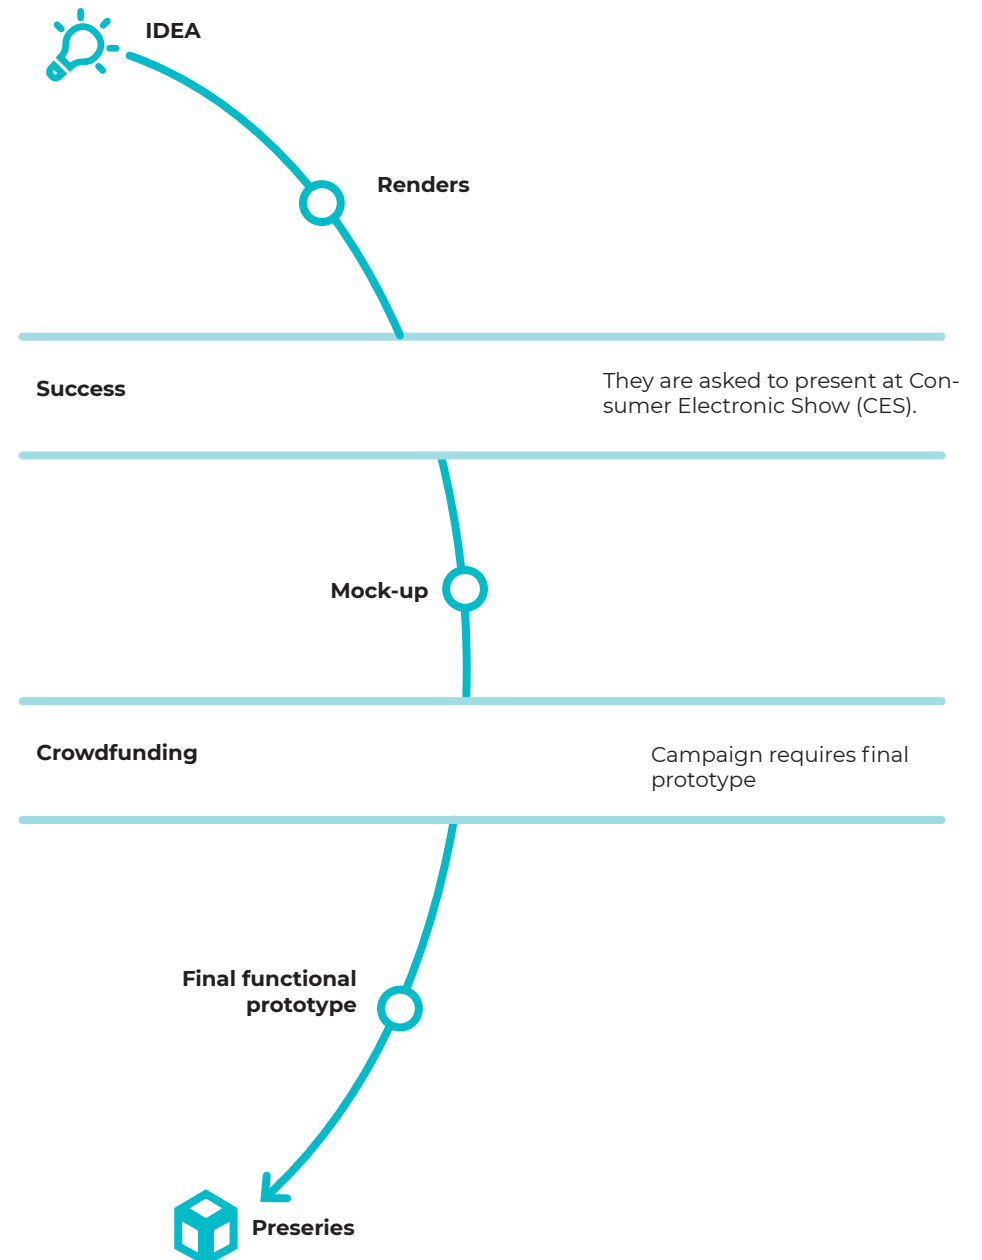 IDEA
Renders
Success
They are asked to present at Con-
sumer Electronic Show (CES).
Mock-up
Crowdfunding
Campaign requires final
prototype
Final functional
prototype
Preseries